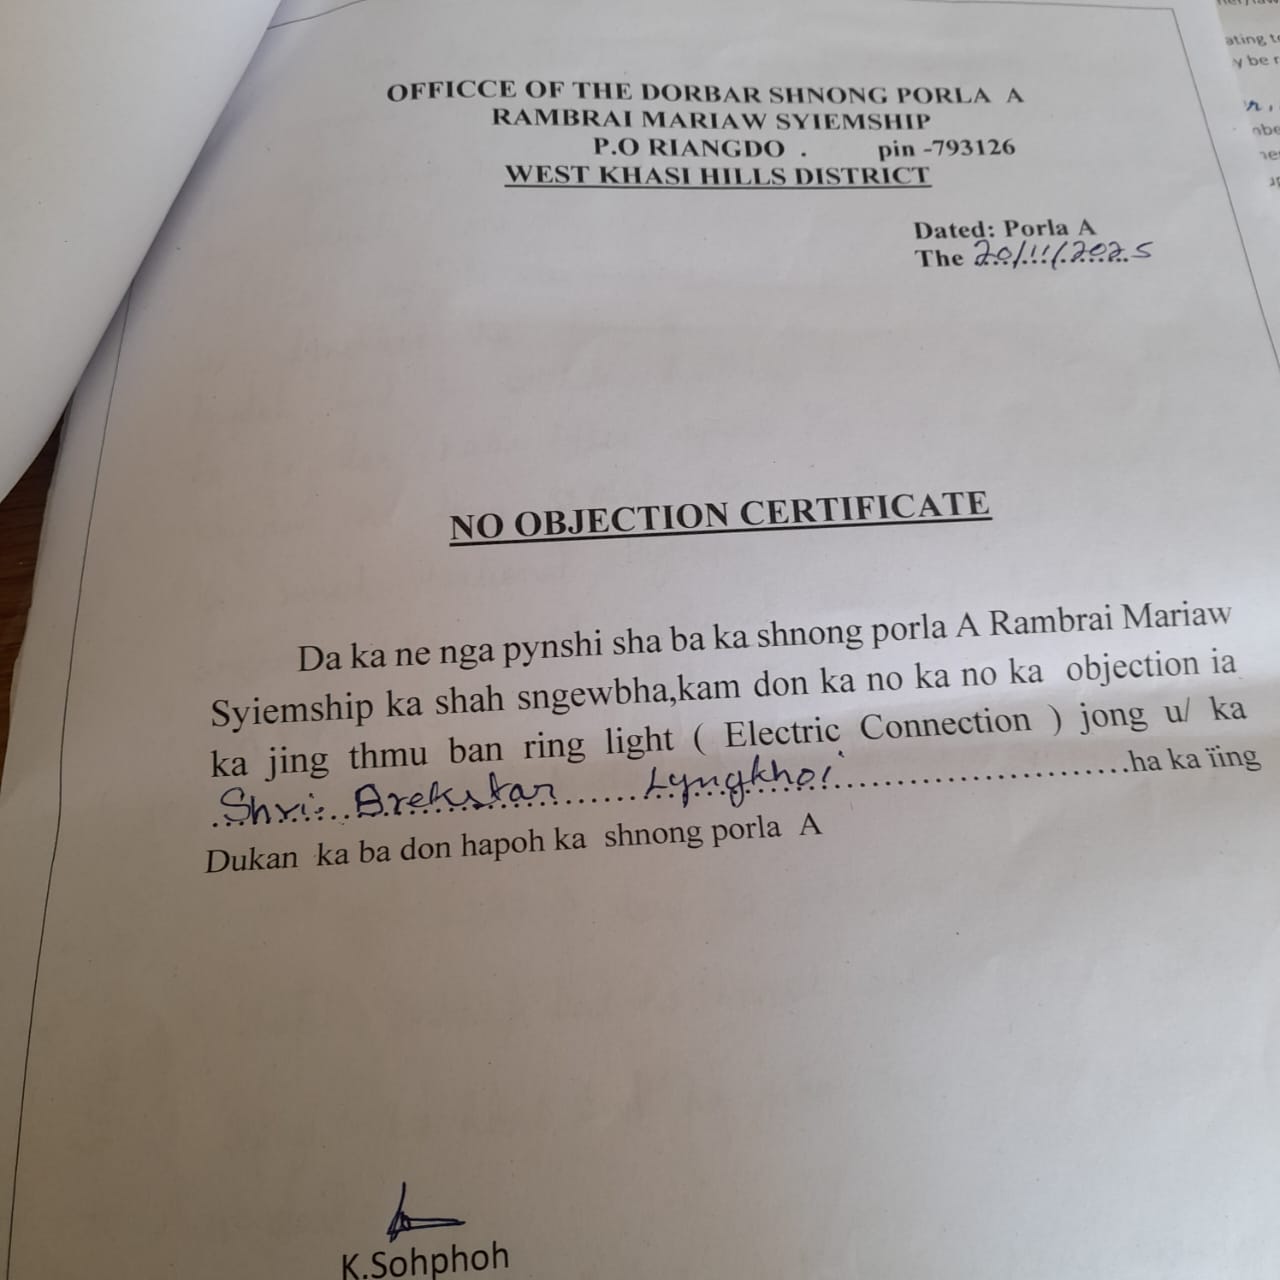 OFFICCE OF THE DORBAR SHNONG PORLA A
RAMBRAI MARIAW SYIEMSHIP
P.O RIANGDO . pin -793126
WEST KHASI HILLS DISTRICT
Dated: Porla A
The 20/11/2025
NO OBJECTION CERTIFICATE
Da ka ne nga pynshi sha ba ka shnong porla A Rambrai Mariaw
Syiemship ka shah sngewbha,kam don ka no ka no ka objection ia
ka jing thmu ban ring light ( Electric Connection ) jong u/ ka
Shri. Brekstar Lyngkhoi ha ka ïing
Dukan ka ba don hapoh ka shnong porla A
K.Sohphoh
ating
y be